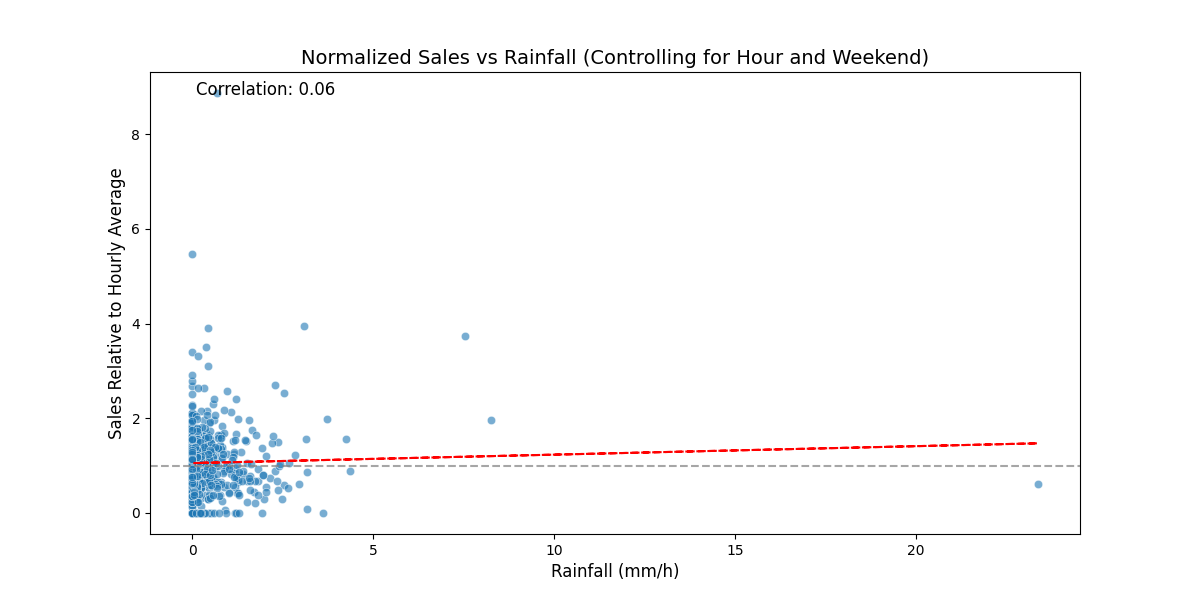 Normalized Sales vs Rainfall (Controlling for Hour and Weekend)
Correlation: 0.06
Sales Relative to Hourly Average
8
6
4
2
0
0 5 10 15 20
Rainfall (mm/h)